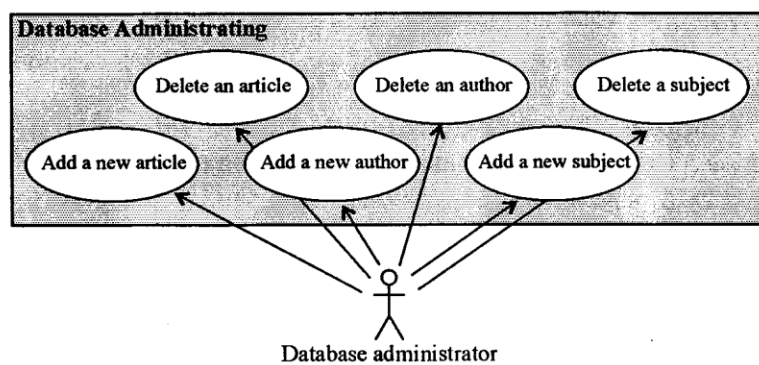 Database Administrating
Delete an article
Delete an author
Delete a subject
Add a new article
Add a new author
Add a new subject
Database administrator